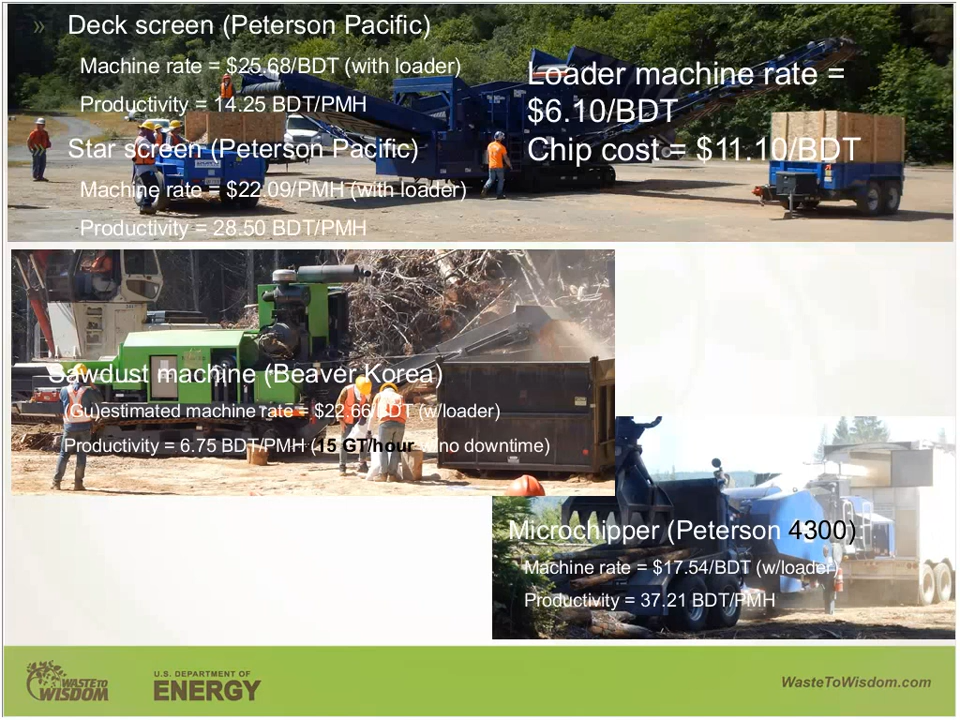 » Deck screen (Peterson Pacific)
Machine rate = $25.68/BDT (with loader)
Productivity = 14.25 BDT/PMH
Star screen (Peterson Pacific)
Machine rate = $22.09/PMH (with loader)
Productivity = 28.50 BDT/PMH
Loader machine rate =
$6.10/BDT
Chip cost = $11.10/BDT
Sawdust machine (Beaver Korea)
(Gu)estimated machine rate = $22.66/BDT (w/loader)
Productivity = 6.75 BDT/PMH (15 GT/hour no downtime)
Microchipper (Peterson 4300)
Machine rate = $17.54/BDT (w/loader)
Productivity = 37.21 BDT/PMH
WASTE TO
WISDOM
U.S. DEPARTMENT OF
ENERGY
WasteToWisdom.com